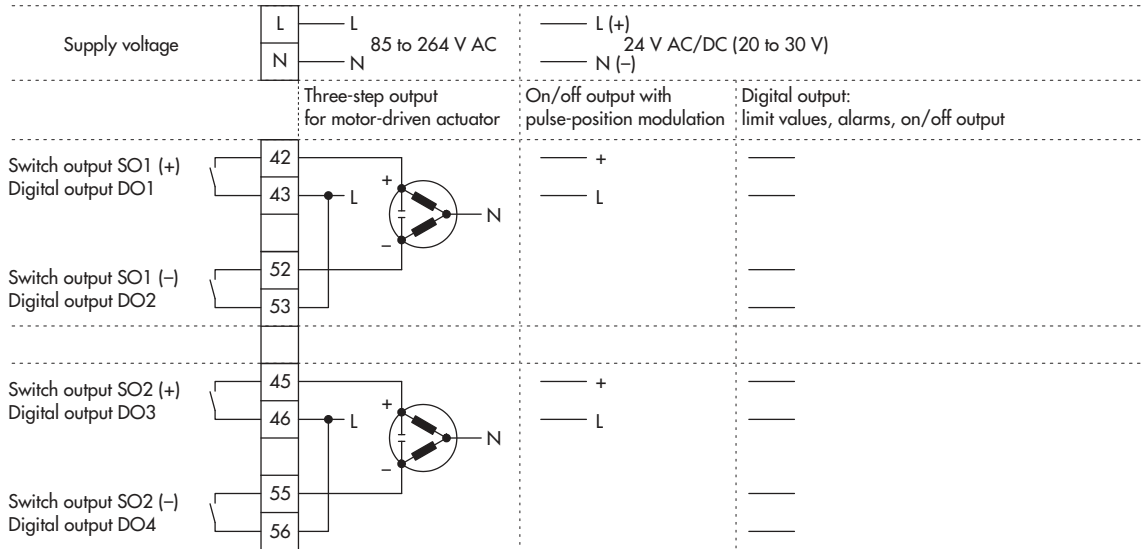 Supply voltage
L
L
85 to 264 V AC
N
N
L (+)
24 V AC/DC (20 to 30 V)
N (–)
Three-step output
for motor-driven actuator
On/off output with
pulse-position modulation
Digital output:
limit values, alarms, on/off output
Switch output SO1 (+)
Digital output DO1
42
43
L
+
–
N
+
L
Switch output SO1 (–)
Digital output DO2
52
53
Switch output SO2 (+)
Digital output DO3
45
46
L
+
–
N
+
L
Switch output SO2 (–)
Digital output DO4
55
56